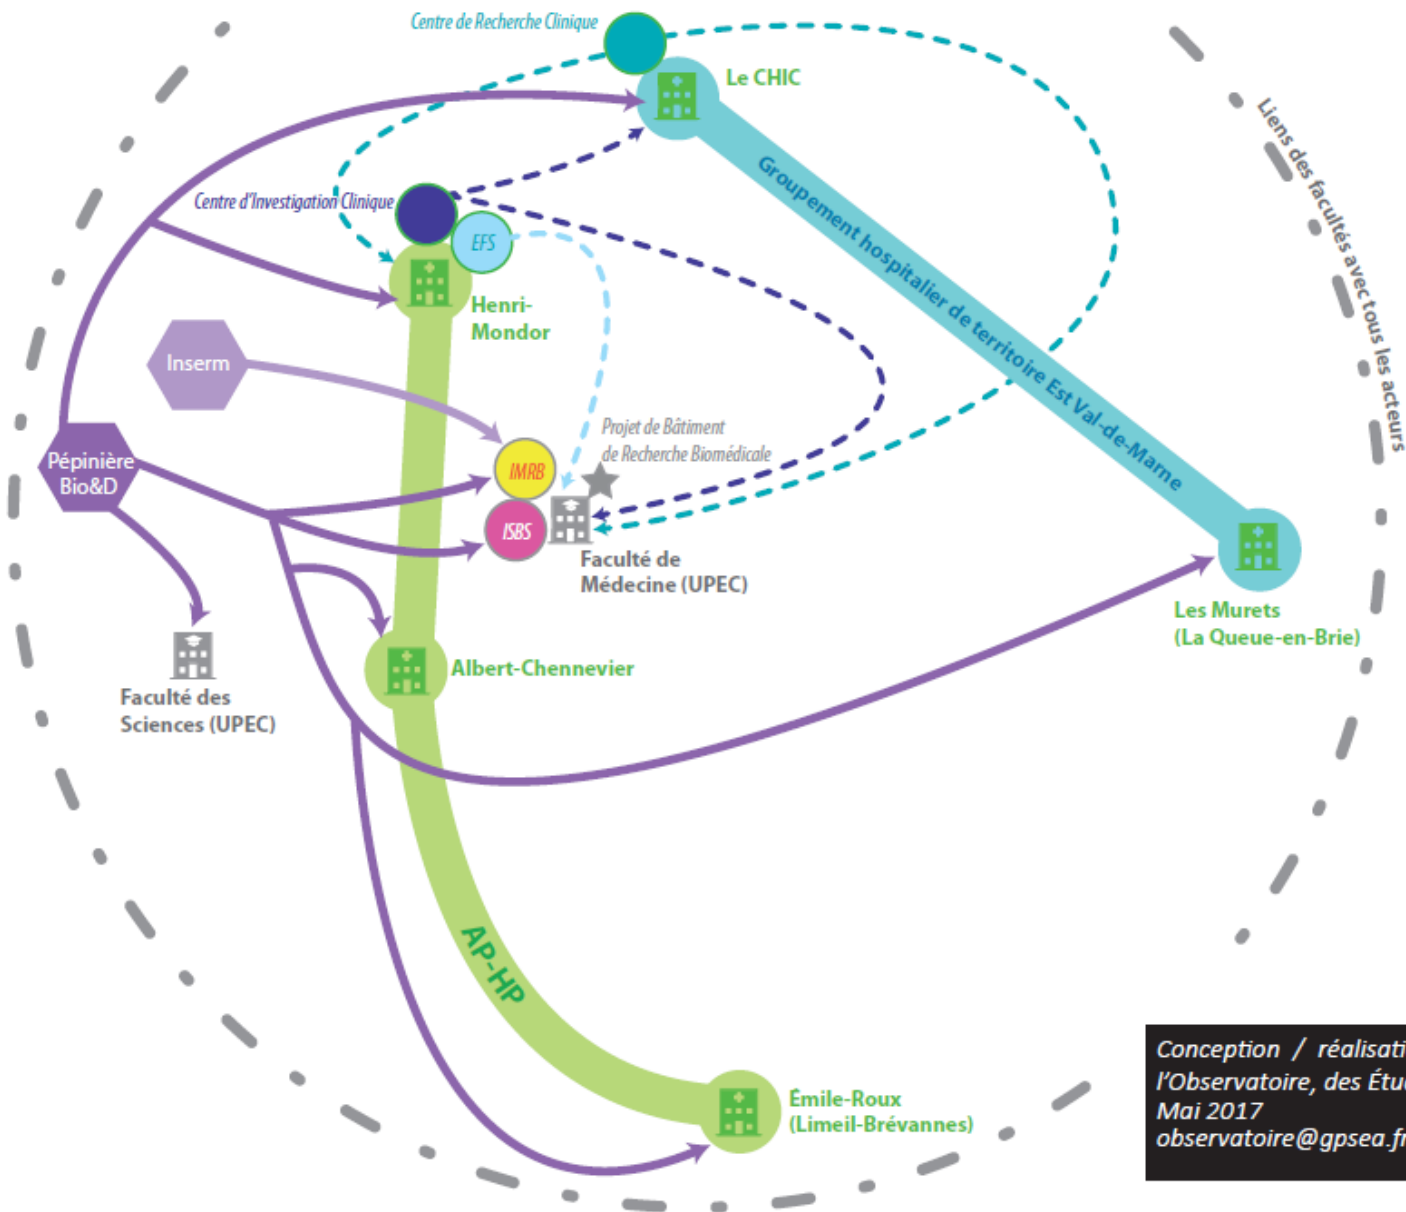 Centre de Recherche Clinique
Le CHIC
Liens des facultés avec tous les acteurs
Groupement hospitalier de territoire Est Val-de-Marne
Centre d'Investigation Clinique
EFS
Henri-
Mondor
Inserm
Projet de Bâtiment
de Recherche Biomédicale
Pépinière
Bio&D
IMRB
ISBS
Faculté de
Médecine (UPEC)
Les Murets
(La Queue-en-Brie)
Albert-Chennevier
Faculté des
Sciences (UPEC)
AP-HP
Émile-Roux
(Limeil-Brévannes)
Conception / réalisati
l'Observatoire, des Étu
Mai 2017
observatoire@gpsea.fr